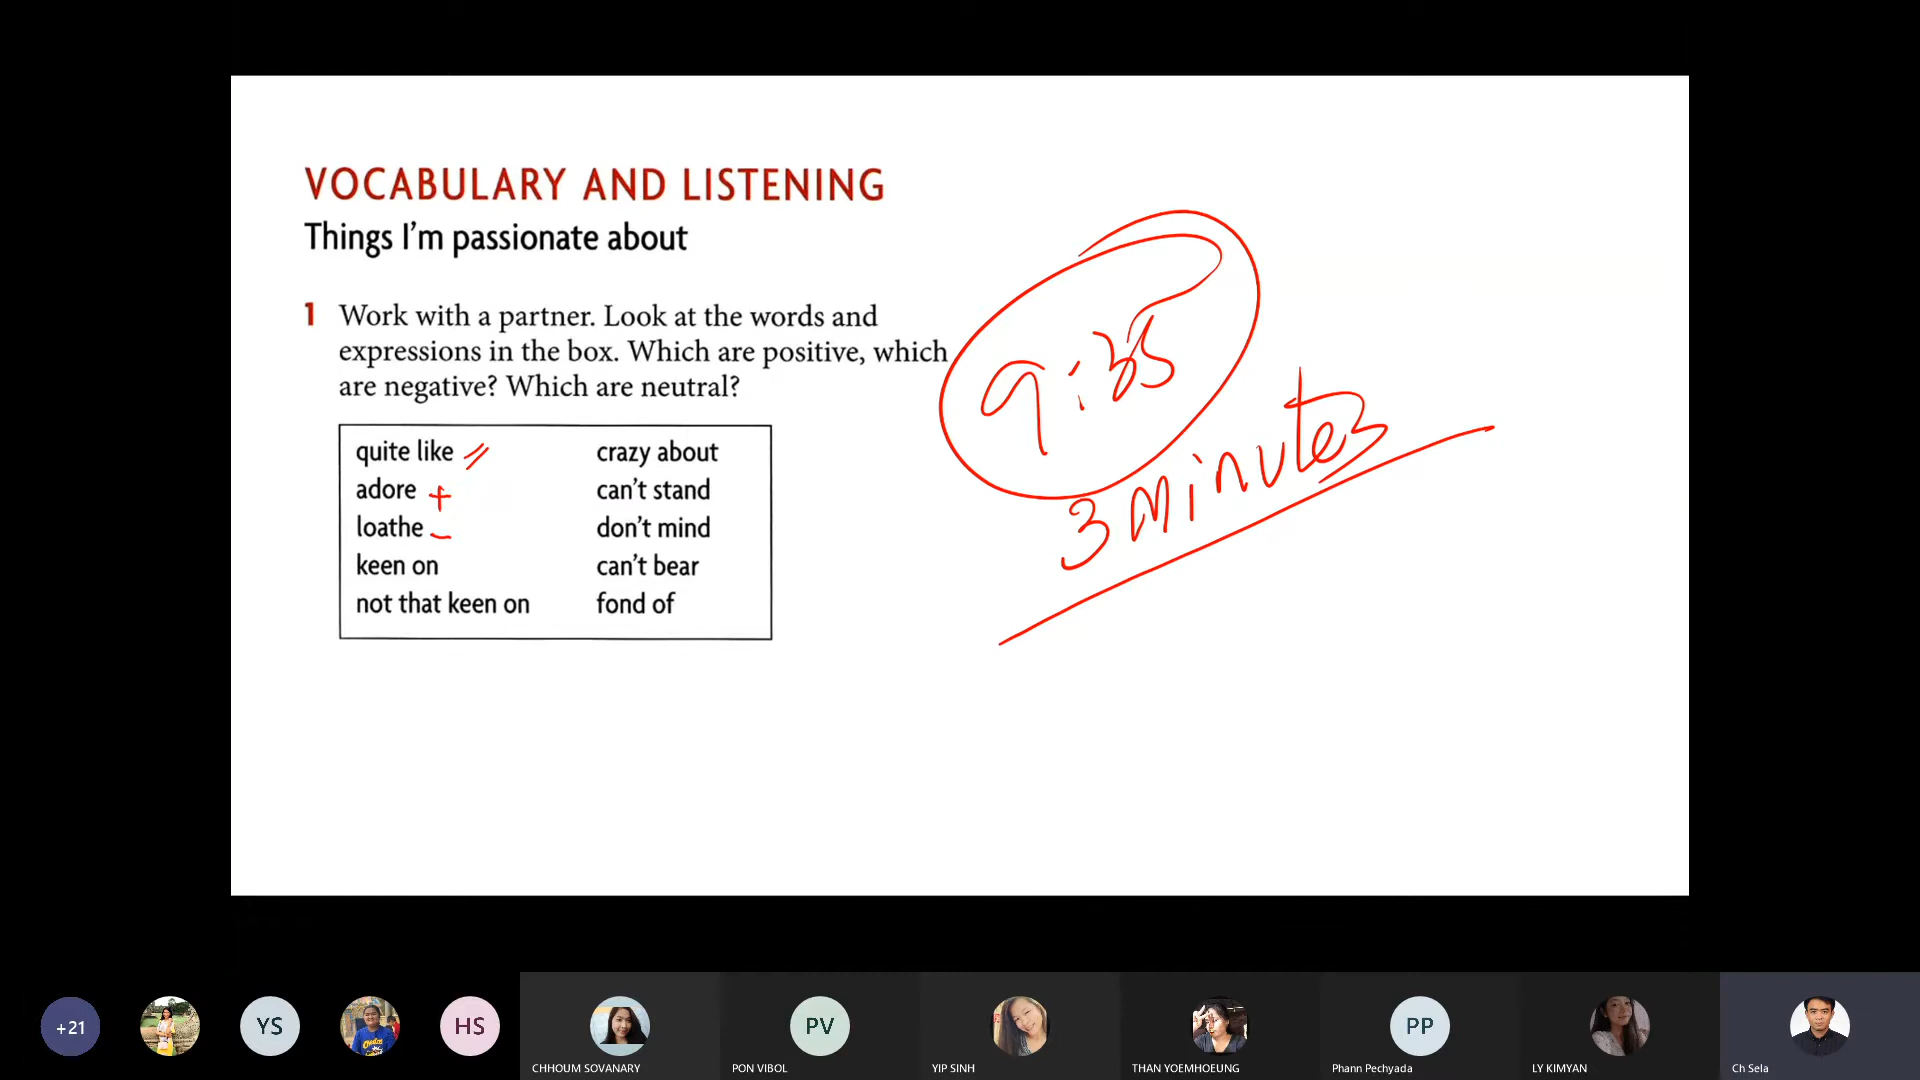 VOCABULARY AND LISTENING
Things I'm passionate about
1 Work with a partner. Look at the words and
expressions in the box. Which are positive, which
are negative? Which are neutral?
quite like //
adore +
loathe –
keen on
not that keen on
crazy about
can't stand
don't mind
can't bear
fond of
3 minutes
+21
YS
HS
CHHOUM SOVANARY
PV
PON VIBOL
YIP SINH
THAN YOEMHOEUNG
PP
Phann Pechyada
LY KIMYAN
Ch Sela